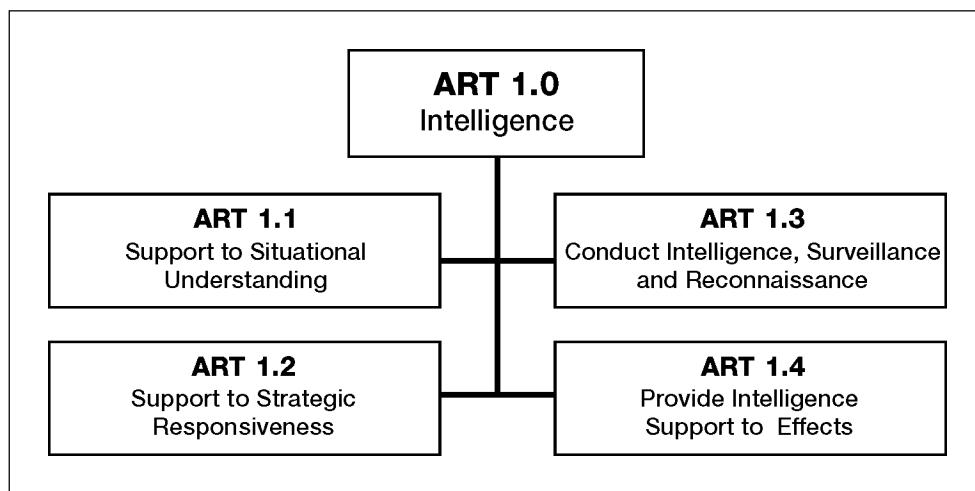 ART 1.0
Intelligence
ART 1.1
Support to Situational
Understanding
ART 1.3
Conduct Intelligence, Surveillance
and Reconnaissance
ART 1.2
Support to Strategic
Responsiveness
ART 1.4
Provide Intelligence
Support to Effects